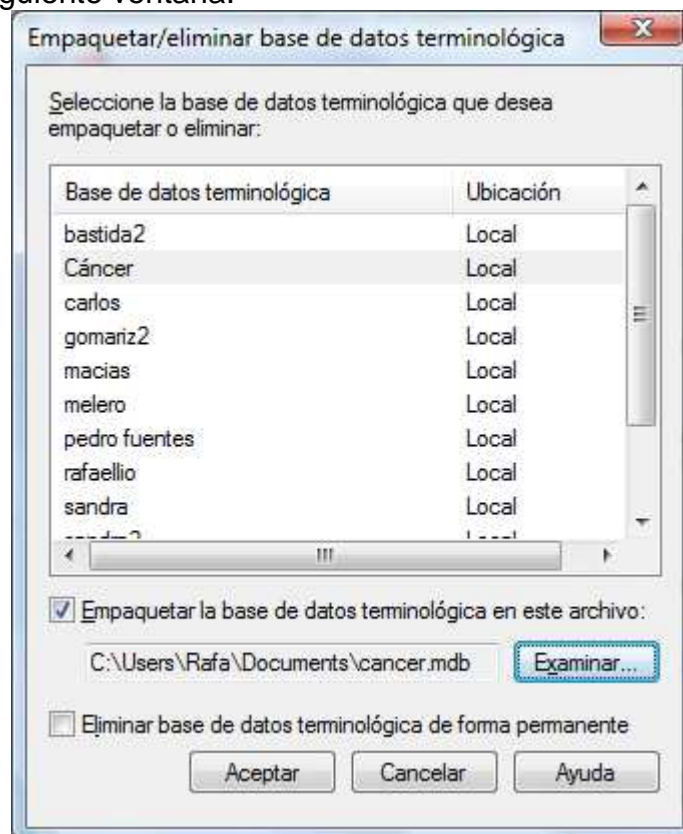 guiente ventana:
Empaquetar/eliminar base de datos terminológica
Seleccione la base de datos terminológica que desea
empaquetar o eliminar:
Base de datos terminológica Ubicación
bastida2 Local
Cáncer Local
carlos Local
gomariz2 Local
macias Local
melero Local
pedro fuentes Local
rafaellio Local
sandra Local
Empaquetar la base de datos terminológica en este archivo:
C:\Users\Rafa\Documents\cancer.mdb Examinar...
Eliminar base de datos terminológica de forma permanente
Aceptar Cancelar Ayuda